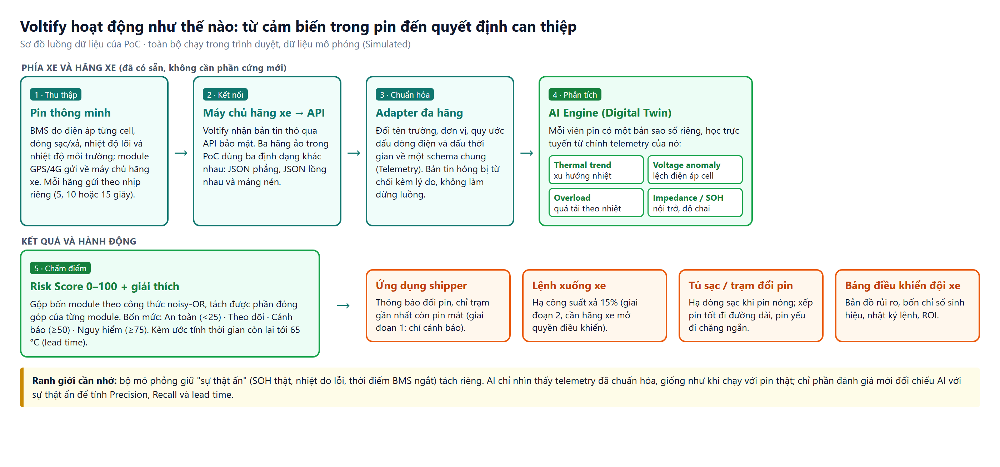 Voltify hoạt động như thế nào: từ cảm biến trong pin đến quyết định can thiệp
Sơ đồ luồng dữ liệu của PoC · toàn bộ chạy trong trình duyệt, dữ liệu mô phỏng (Simulated)
PHÍA XE VÀ HÃNG XE (đã có sẵn, không cần phần cứng mới)
1 · Thu thập
Pin thông minh
BMS đo điện áp từng cell,
dòng sạc/xả, nhiệt độ lõi và
nhiệt độ môi trường; module
GPS/4G gửi về máy chủ hãng
xe. Mỗi hãng gửi theo nhịp
riêng (5, 10 hoặc 15 giây).
→
2 · Kết nối
Máy chủ hãng xe → API
Voltify nhận bản tin thô qua
API bảo mật. Ba hãng ảo trong
PoC dùng ba định dạng khác
nhau: JSON phẳng, JSON lồng
nhau và mảng nén.
→
3 · Chuẩn hóa
Adapter đa hãng
Đổi tên trường, đơn vị, quy ước
dấu dòng điện và dấu thời
gian về một schema chung
(Telemetry). Bản tin hỏng bị từ
chối kèm lý do, không làm
dừng luồng.
→
4 · Phân tích
AI Engine (Digital Twin)
Mỗi viên pin có một bản sao số riêng, học trực
tuyến từ chính telemetry của nó:
Thermal trend
xu hướng nhiệt
Voltage anomaly
lệch điện áp cell
Overload
quá tải theo nhiệt
Impedance / SOH
nội trở, độ chai
KẾT QUẢ VÀ HÀNH ĐỘNG
5 · Chấm điểm
Risk Score 0–100 + giải thích
Gộp bốn module theo công thức noisy-OR, tách được phần đóng
góp của từng module. Bốn mức: An toàn (<25) · Theo dõi · Cảnh
báo (≥50) · Nguy hiểm (≥75). Kèm ước tính thời gian còn lại tới 65
°C (lead time).
→
Ứng dụng shipper
Thông báo đổi pin, chỉ trạm
gần nhất còn pin mát (giai
đoạn 1: chỉ cảnh báo).
Lệnh xuống xe
Hạ công suất xả 15% (giai
đoạn 2, cần hãng xe mở
quyền điều khiển).
Tủ sạc / trạm đổi pin
Hạ dòng sạc khi pin nóng; xếp
pin tốt đi đường dài, pin yếu
đi chặng ngắn.
Bảng điều khiển đội xe
Bản đồ rủi ro, bốn chỉ số sinh
hiệu, nhật ký lệnh, ROI.
Ranh giới cần nhớ: bộ mô phỏng giữ "sự thật ẩn" (SOH thật, nhiệt do lỗi, thời điểm BMS ngắt) tách riêng. AI chỉ nhìn thấy telemetry đã chuẩn hóa, giống như khi chạy với pin thật; chỉ phần đánh giá mới đối chiếu AI với
sự thật ẩn để tính Precision, Recall và lead time.